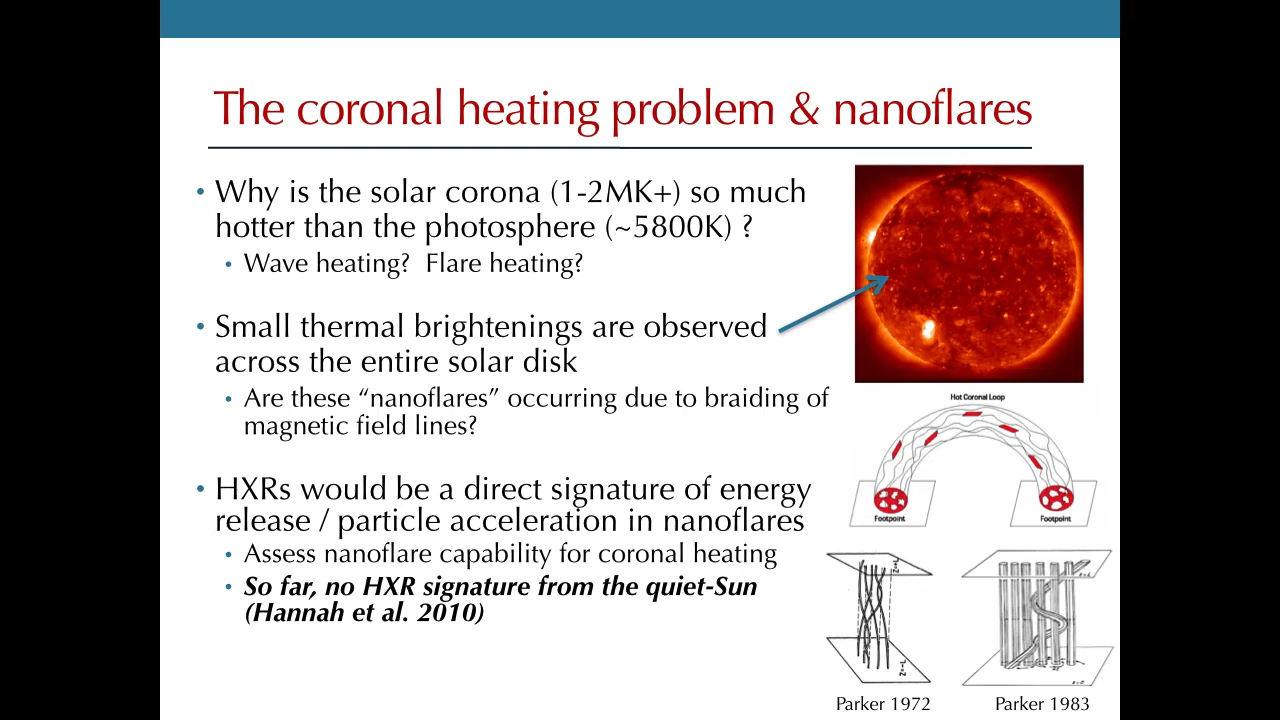 The coronal heating problem & nanoflares
• Why is the solar corona (1-2MK+) so much
hotter than the photosphere (~5800K) ?
• Wave heating?  Flare heating?
• Small thermal brightenings are observed
across the entire solar disk
• Are these “nanoflares” occurring due to braiding of
magnetic field lines?
• HXRs would be a direct signature of energy
release / particle acceleration in nanoflares
• Assess nanoflare capability for coronal heating
• So far, no HXR signature from the quiet-Sun
(Hannah et al. 2010)
Hot Coronal Loop
Footpoint
Footpoint
Parker 1972
Parker 1983